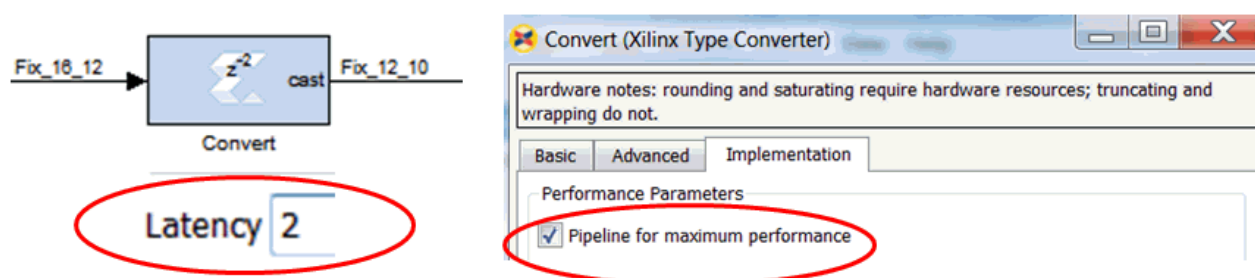 Fix_16_12
z-2
cast
Fix_12_10
Convert
Latency 2
Convert (Xilinx Type Converter)
Hardware notes: rounding and saturating require hardware resources; truncating and
wrapping do not.
Basic Advanced Implementation
Performance Parameters
Pipeline for maximum performance